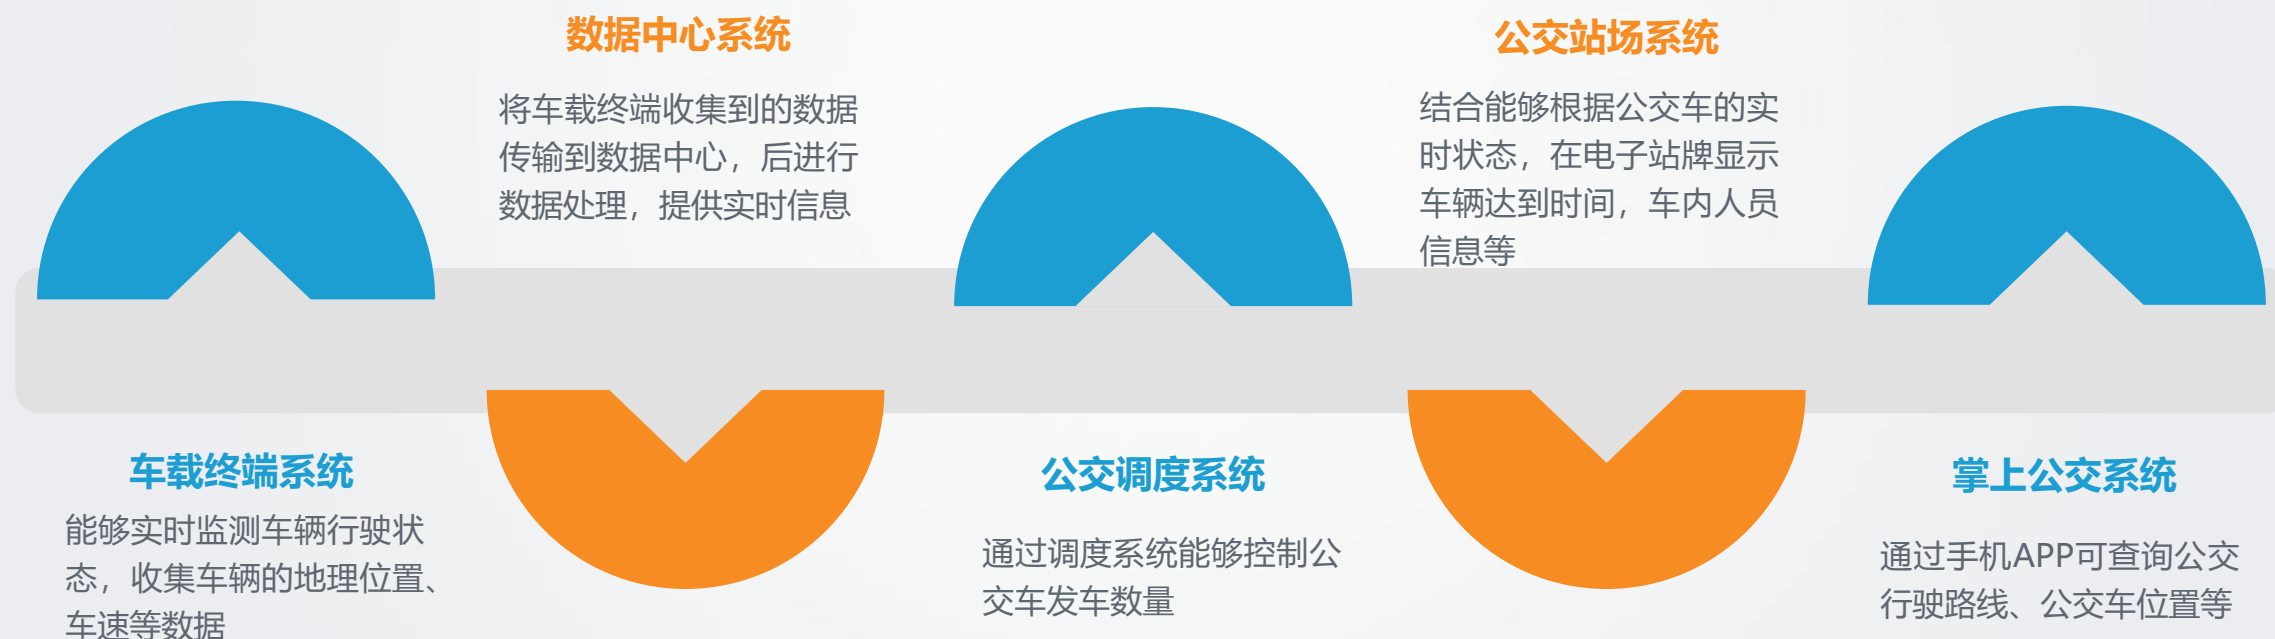 数据中心系统
将车载终端收集到的数据
传输到数据中心，后进行
数据处理，提供实时信息
公交站场系统
结合能够根据公交车的实
时状态，在电子站牌显示
车辆达到时间，车内人员
信息等
车载终端系统
能够实时监测车辆行驶状
态，收集车辆的地理位置、
车速等数据
公交调度系统
通过调度系统能够控制公
交车发车数量
掌上公交系统
通过手机APP可查询公交
行驶路线、公交车位置等